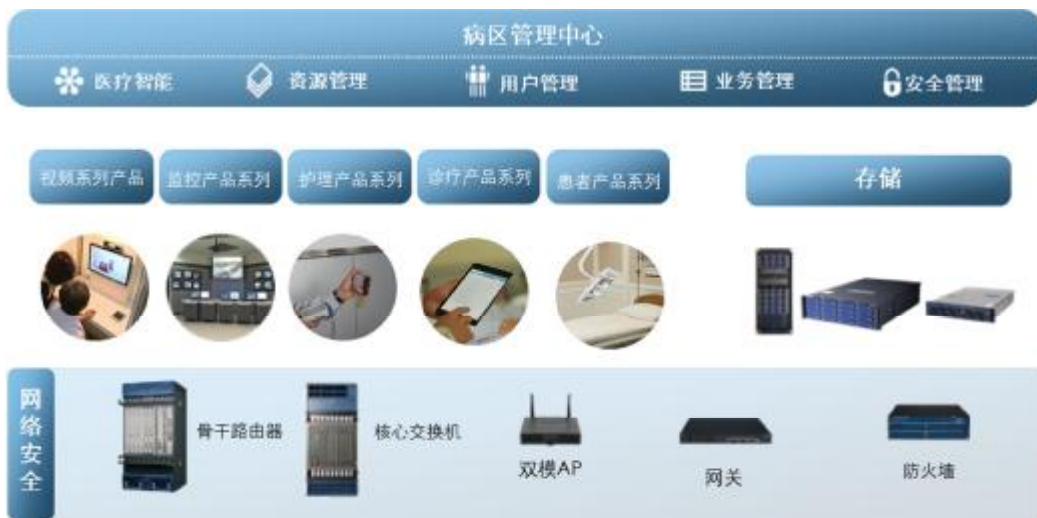 病区管理中心
医疗智能 资源管理 用户管理 业务管理 安全管理
视频系列产品 监控产品系列 护理产品系列 诊疗产品系列 患者产品系列 存储
网络安全
骨干路由器 核心交换机 双模AP 网关 防火墙